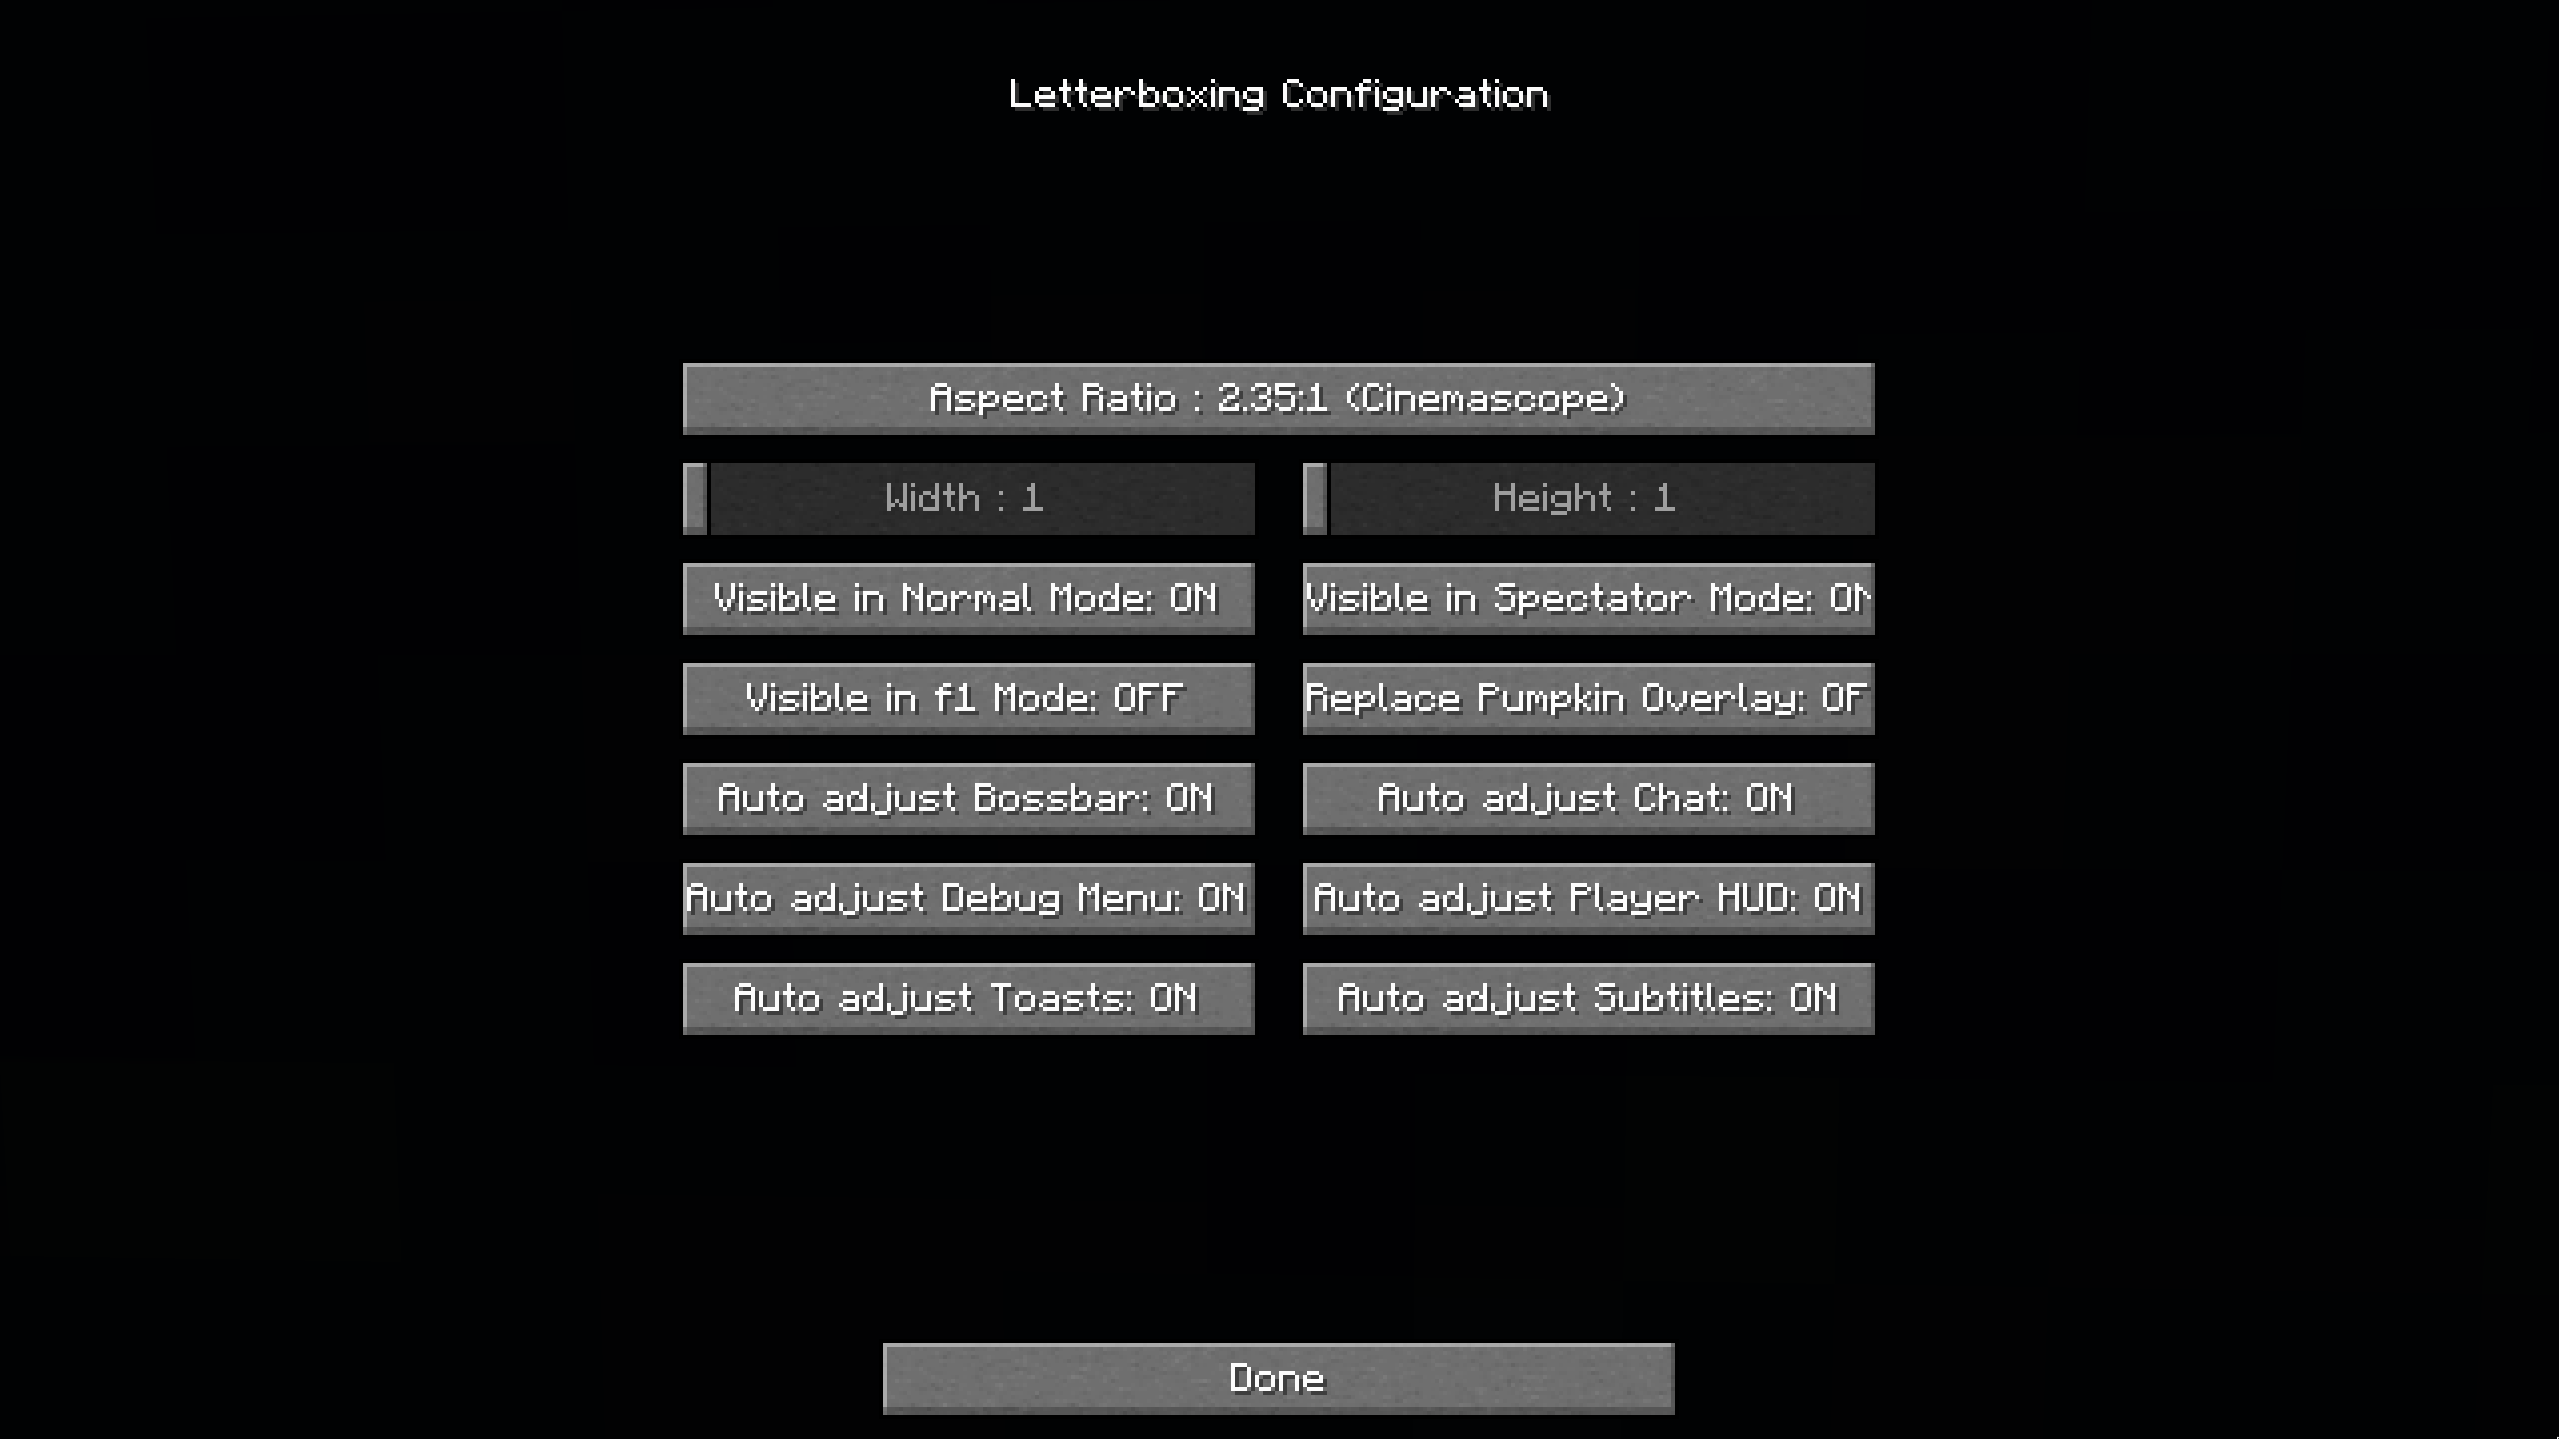 Letterboxing Configuration
Aspect Ratio : 2.35:1 (Cinemascope)
Width : 1
Height : 1
Visible in Normal Mode: ON
Visible in Spectator Mode: ON
Visible in f1 Mode: OFF
Replace Pumpkin Overlay: OF
Auto adjust Bossbar: ON
Auto adjust Chat: ON
Auto adjust Debug Menu: ON
Auto adjust Player HUD: ON
Auto adjust Toasts: ON
Auto adjust Subtitles: ON
Done